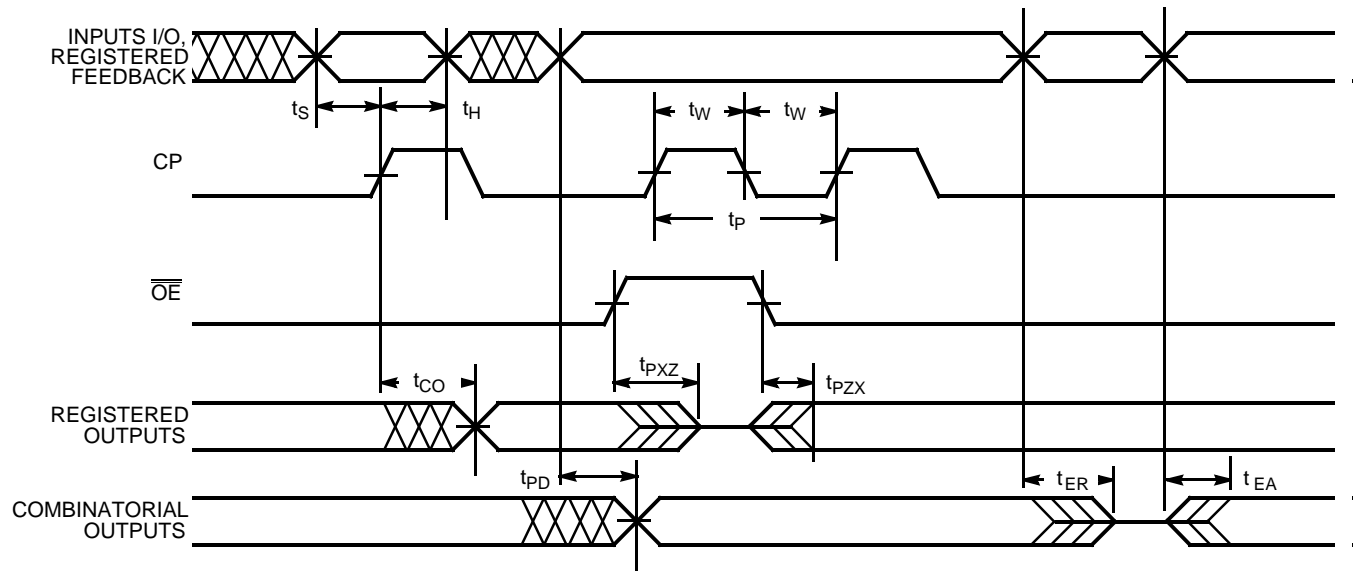 INPUTS I/O,
REGISTERED
FEEDBACK
tS
tH
tW
tW
CP
tP
OE
tCO
tPXZ
tPZX
REGISTERED
OUTPUTS
tPD
tER
tEA
COMBINATORIAL
OUTPUTS